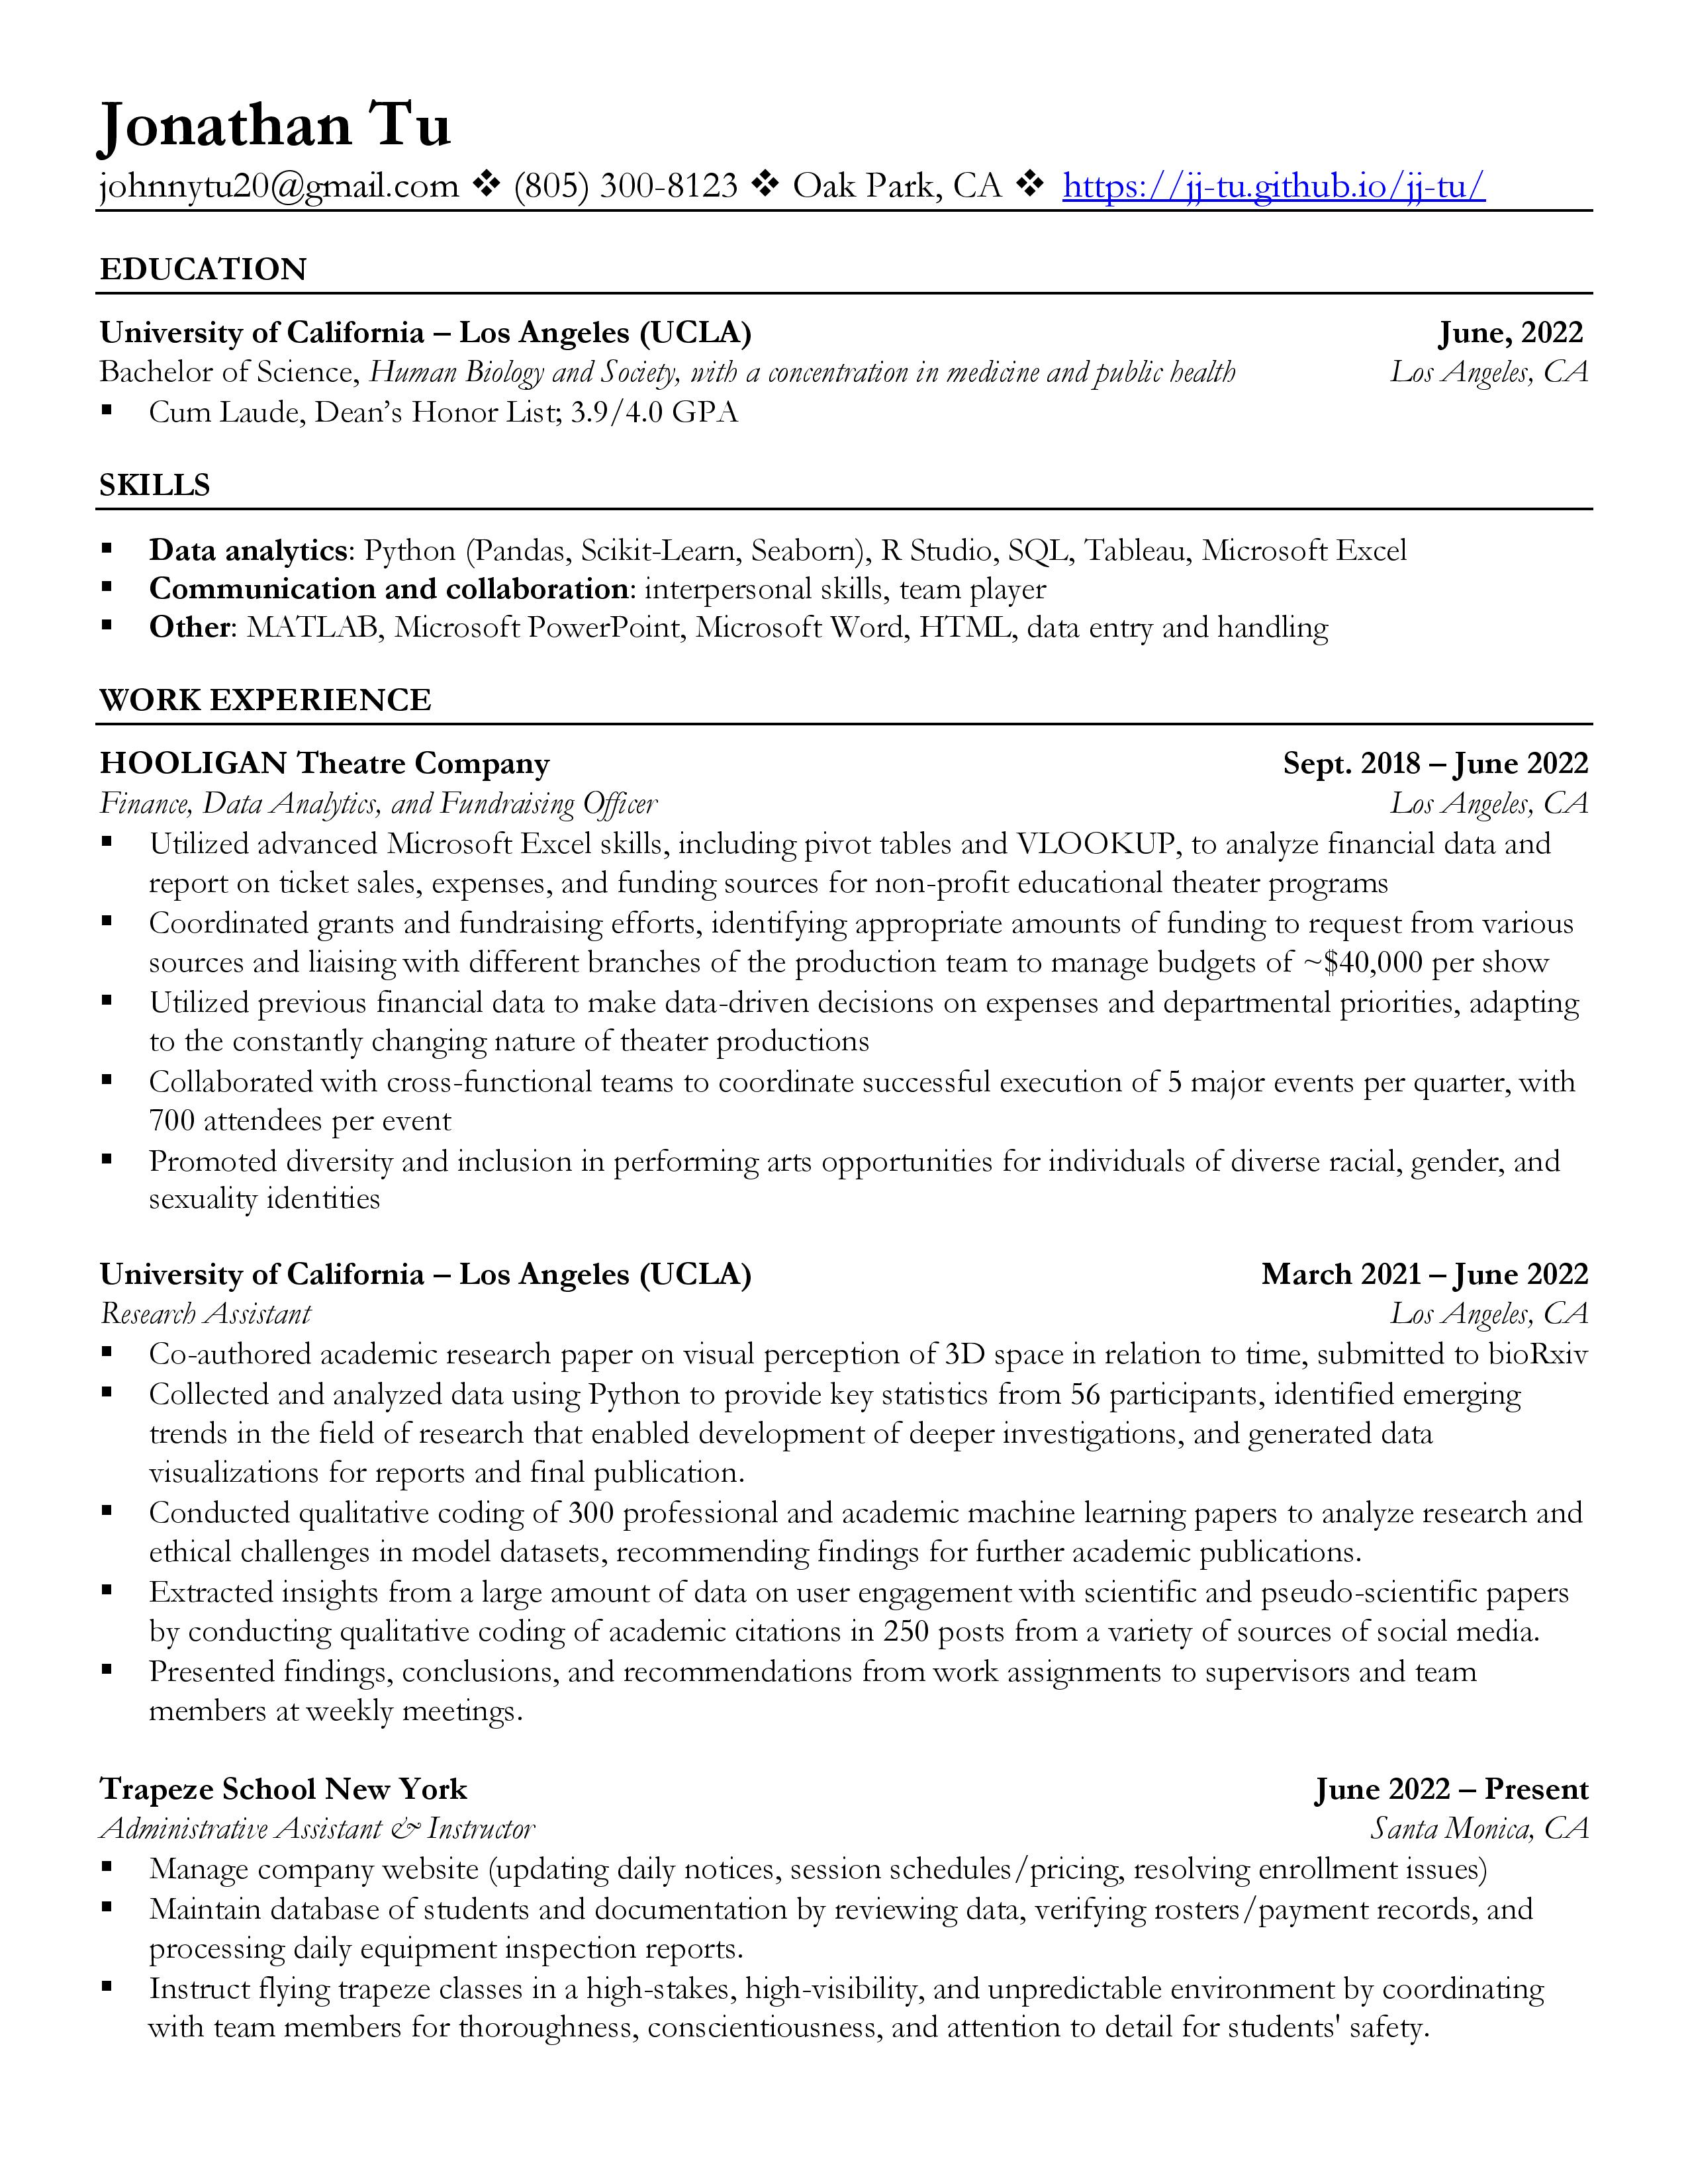 Jonathan Tu
johnnytu20@gmail.com ❖ (805) 300-8123 ❖ Oak Park, CA ❖ https://jj-tu.github.io/jj-tu/
EDUCATION
University of California – Los Angeles (UCLA) June, 2022
Bachelor of Science, Human Biology and Society, with a concentration in medicine and public health Los Angeles, CA
▪ Cum Laude, Dean’s Honor List; 3.9/4.0 GPA
SKILLS
▪ Data analytics: Python (Pandas, Scikit-Learn, Seaborn), R Studio, SQL, Tableau, Microsoft Excel
▪ Communication and collaboration: interpersonal skills, team player
▪ Other: MATLAB, Microsoft PowerPoint, Microsoft Word, HTML, data entry and handling
WORK EXPERIENCE
HOOLIGAN Theatre Company Sept. 2018 – June 2022
Finance, Data Analytics, and Fundraising Officer Los Angeles, CA
▪ Utilized advanced Microsoft Excel skills, including pivot tables and VLOOKUP, to analyze financial data and
report on ticket sales, expenses, and funding sources for non-profit educational theater programs
▪ Coordinated grants and fundraising efforts, identifying appropriate amounts of funding to request from various
sources and liaising with different branches of the production team to manage budgets of ~$40,000 per show
▪ Utilized previous financial data to make data-driven decisions on expenses and departmental priorities, adapting
to the constantly changing nature of theater productions
▪ Collaborated with cross-functional teams to coordinate successful execution of 5 major events per quarter, with
700 attendees per event
▪ Promoted diversity and inclusion in performing arts opportunities for individuals of diverse racial, gender, and
sexuality identities
University of California – Los Angeles (UCLA) March 2021 – June 2022
Research Assistant Los Angeles, CA
▪ Co-authored academic research paper on visual perception of 3D space in relation to time, submitted to bioRxiv
▪ Collected and analyzed data using Python to provide key statistics from 56 participants, identified emerging
trends in the field of research that enabled development of deeper investigations, and generated data
visualizations for reports and final publication.
▪ Conducted qualitative coding of 300 professional and academic machine learning papers to analyze research and
ethical challenges in model datasets, recommending findings for further academic publications.
▪ Extracted insights from a large amount of data on user engagement with scientific and pseudo-scientific papers
by conducting qualitative coding of academic citations in 250 posts from a variety of sources of social media.
▪ Presented findings, conclusions, and recommendations from work assignments to supervisors and team
members at weekly meetings.
Trapeze School New York June 2022 – Present
Administrative Assistant & Instructor Santa Monica, CA
▪ Manage company website (updating daily notices, session schedules/pricing, resolving enrollment issues)
▪ Maintain database of students and documentation by reviewing data, verifying rosters/payment records, and
processing daily equipment inspection reports.
▪ Instruct flying trapeze classes in a high-stakes, high-visibility, and unpredictable environment by coordinating
with team members for thoroughness, conscientiousness, and attention to detail for students' safety.